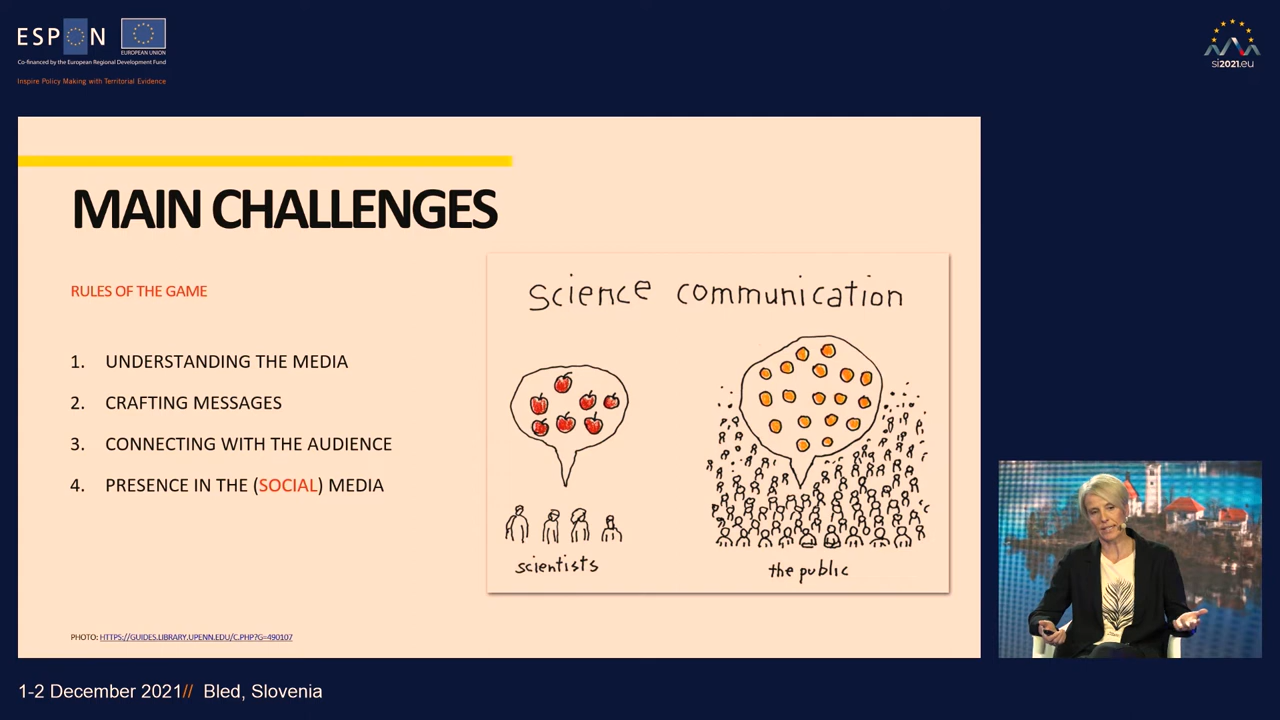 ESPON
EUROPEAN UNION
Co-financed by the European Regional Development Fund
Inspire Policy Making with Territorial Evidence
si2021.eu
MAIN CHALLENGES
RULES OF THE GAME
1. UNDERSTANDING THE MEDIA
2. CRAFTING MESSAGES
3. CONNECTING WITH THE AUDIENCE
4. PRESENCE IN THE (SOCIAL) MEDIA
science communication
scientists
the public
PHOTO: HTTPS://GUIDES.LIBRARY.UPENN.EDU/C.PHP?G=490107
1-2 December 2021// Bled, Slovenia